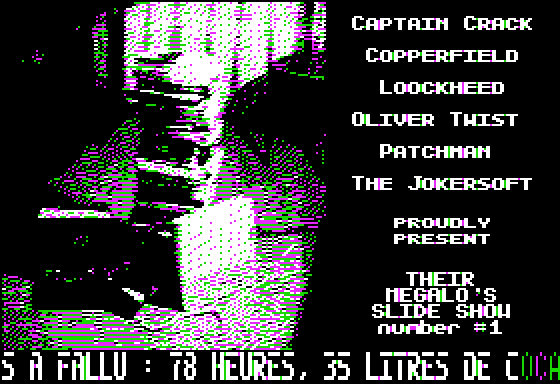 CAPTAIN CRACK
COPPERFIELD
LOOCKHEED
OLIVER TWIST
PATCHMAN
THE JOKERSOFT
PROUDLY
PRESENT
THEIR
MEGALO'S
SLIDE SHOW
number #1
S A FALLU : 78 HEURES, 35 LITRES DE COCA